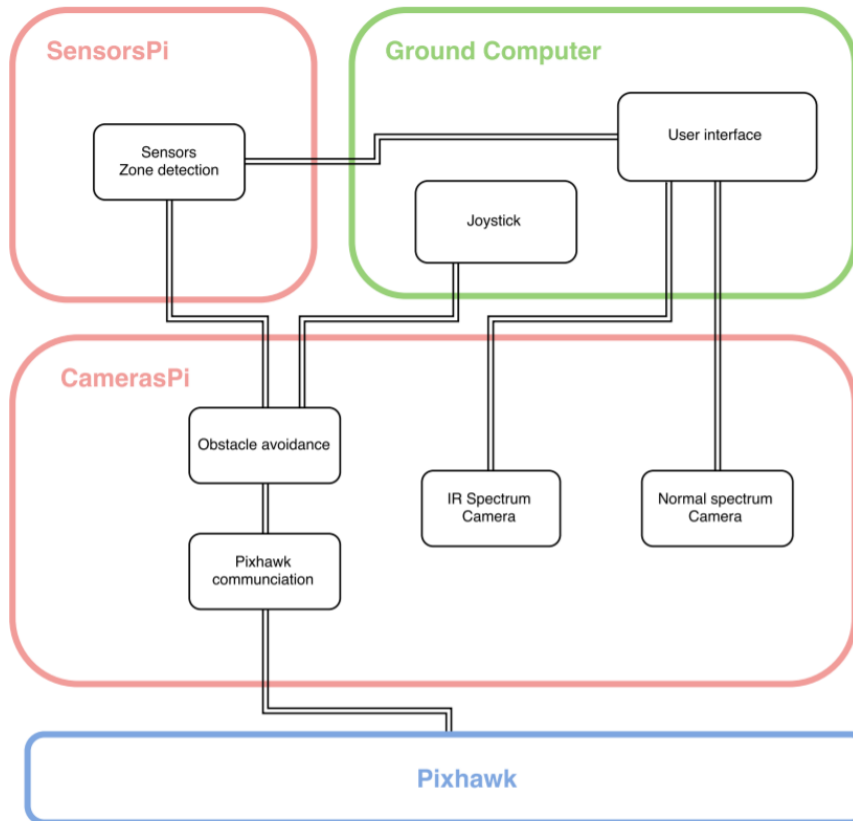 SensorsPi
Ground Computer
Sensors
Zone detection
User interface
Joystick
CamerasPi
Obstacle avoidance
IR Spectrum
Camera
Normal spectrum
Camera
Pixhawk
communciation
Pixhawk